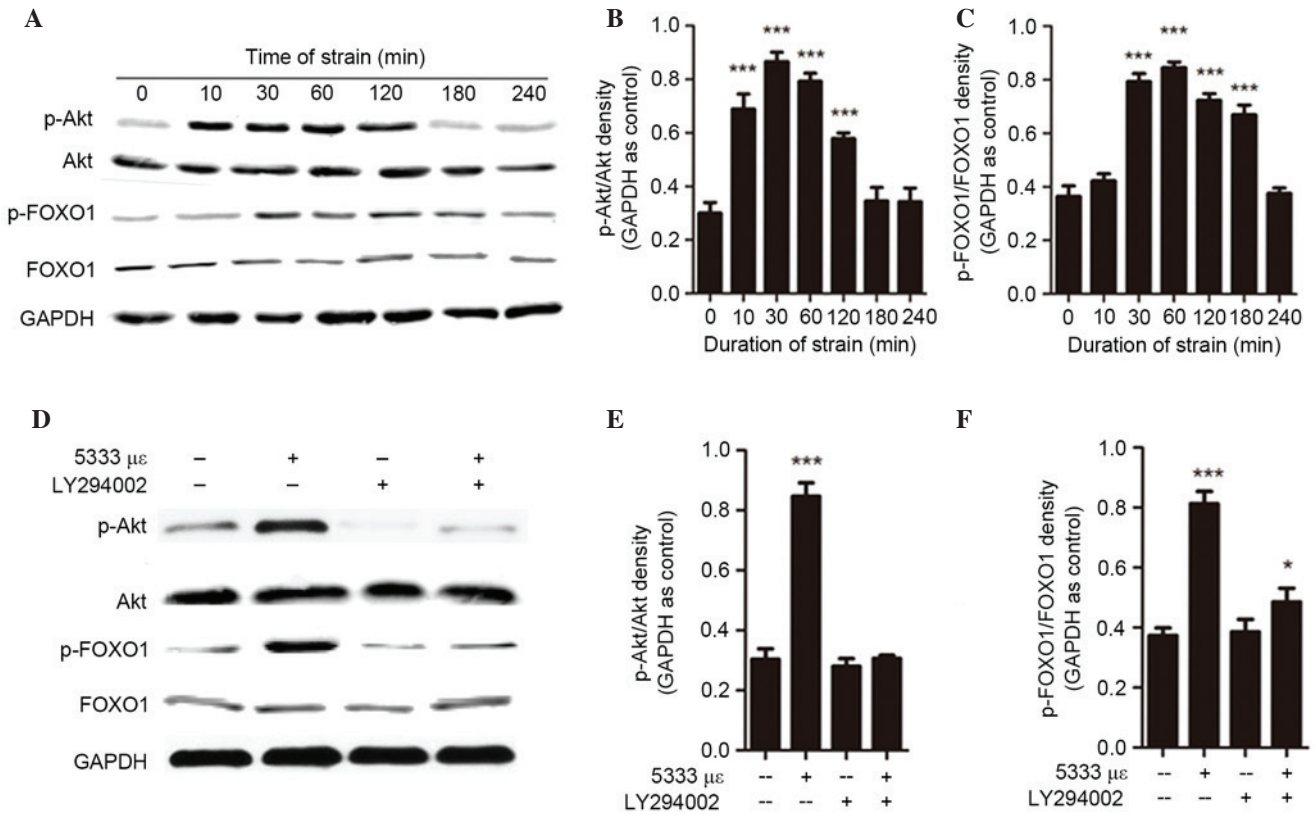 A
Time of strain (min)
0 10 30 60 120 180 240
p-Akt
Akt
p-FOXO1
FOXO1
GAPDH
B
p-Akt/Akt density
(GAPDH as control)
1.0
0.8
0.6
0.4
0.2
0.0
*** *** *** ***
0 10 30 60 120 180 240
Duration of strain (min)
C
p-FOXO1/FOXO1 density
(GAPDH as control)
1.0
0.8
0.6
0.4
0.2
0.0
*** *** *** ***
0 10 30 60 120 180 240
Duration of strain (min)
D
5333 με – + – +
LY294002 – – + +
p-Akt
Akt
p-FOXO1
FOXO1
GAPDH
E
p-Akt/Akt density
(GAPDH as control)
1.0
0.8
0.6
0.4
0.2
0.0
***
5333 με -- + -- +
LY294002 -- -- + +
F
p-FOXO1/FOXO1 density
(GAPDH as control)
1.0
0.8
0.6
0.4
0.2
0.0
*** *
5333 με -- + -- +
LY294002 -- -- + +